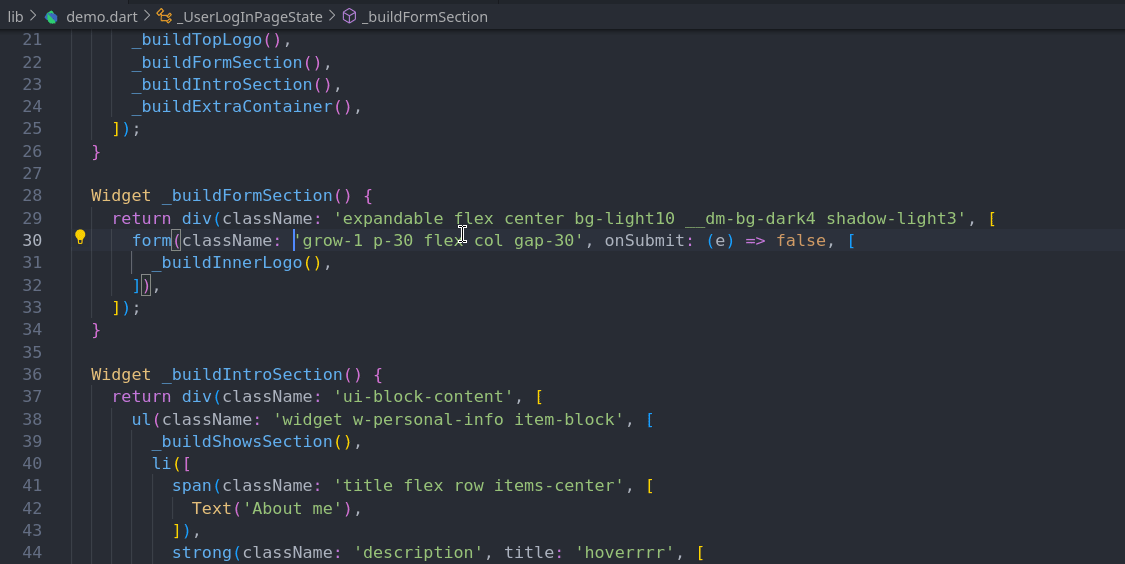 lib > demo.dart > _UserLogInPageState > _buildFormSection
21 _buildTopLogo(),
22 _buildFormSection(),
23 _buildIntroSection(),
24 _buildExtraContainer(),
25 ]);
26 }
27
28 Widget _buildFormSection() {
29 return div(className: 'expandable flex center bg-light10 __dm-bg-dark4 shadow-light3', [
30 form(className: 'grow-1 p-30 flex col gap-30', onSubmit: (e) => false, [
31 _buildInnerLogo(),
32 ]),
33 ]);
34 }
35
36 Widget _buildIntroSection() {
37 return div(className: 'ui-block-content', [
38 ul(className: 'widget w-personal-info item-block', [
39 _buildShowsSection(),
40 li([
41 span(className: 'title flex row items-center', [
42 Text('About me'),
43 ]),
44 strong(className: 'description', title: 'hoverrrr', [